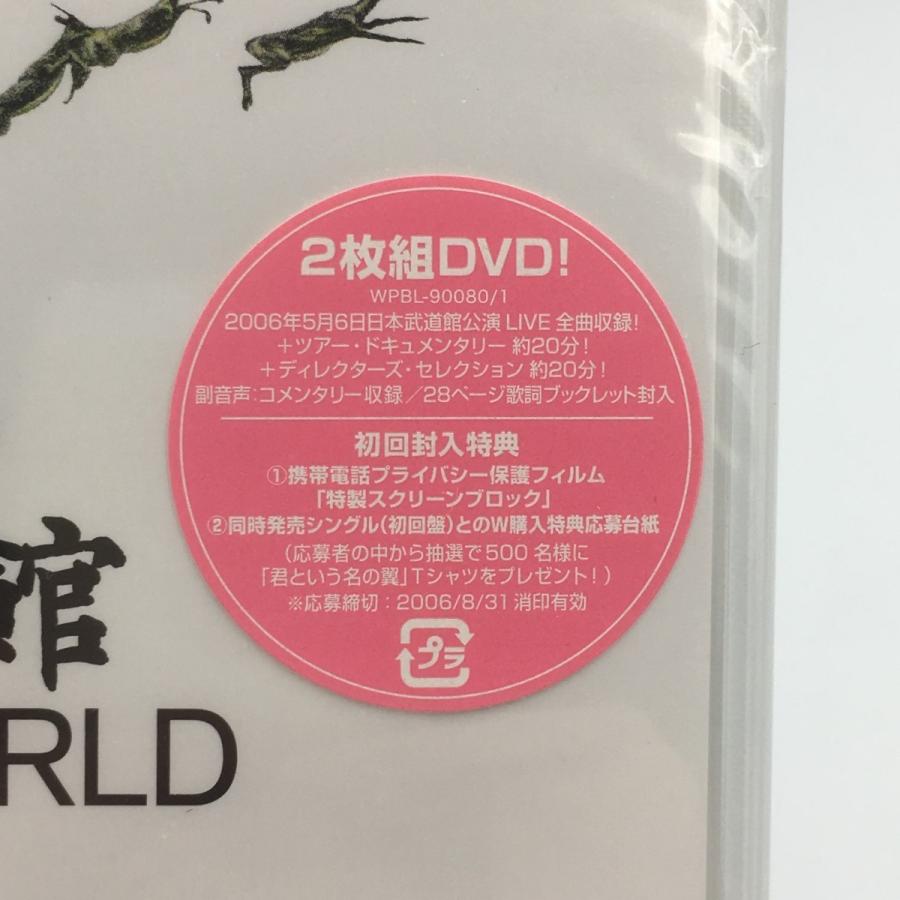 2枚組DVD!
WPBL-90080/1
2006年5月6日日本武道館公演 LIVE 全曲収録!
+ツアー・ドキュメンタリー 約20分!
+ディレクターズ・セレクション 約20分!
副音声:コメンタリー収録／28ページ歌詞ブックレット封入
初回封入特典
①携帯電話プライバシー保護フィルム
「特製スクリーンブロック」
②同時発売シングル(初回盤)とのW購入特典応募台紙
(応募者の中から抽選で500名様に
「君という名の翼」Tシャツをプレゼント!)
※応募締切:2006/8/31 消印有効
プラ
館
RLD